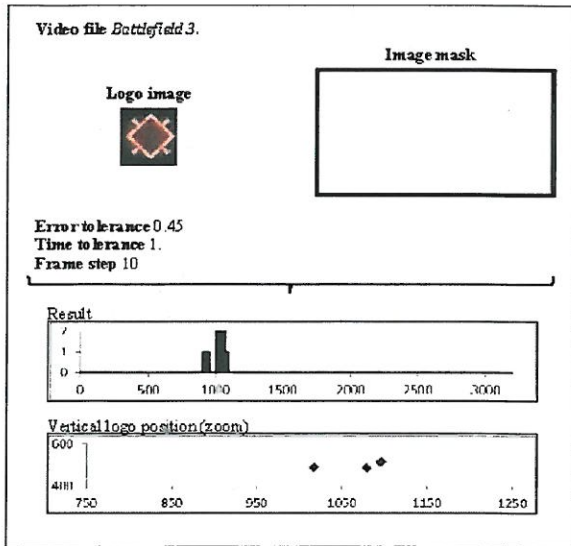 Video file Battlefield 3.
Image mask
Logo image
Error tolerance 0.45
Time tolerance 1.
Frame step 10
Result
2
1
0
0 500 1000 1500 2000 2500 3000
Vertical logo position (zoom)
600
400
750 850 950 1050 1150 1250